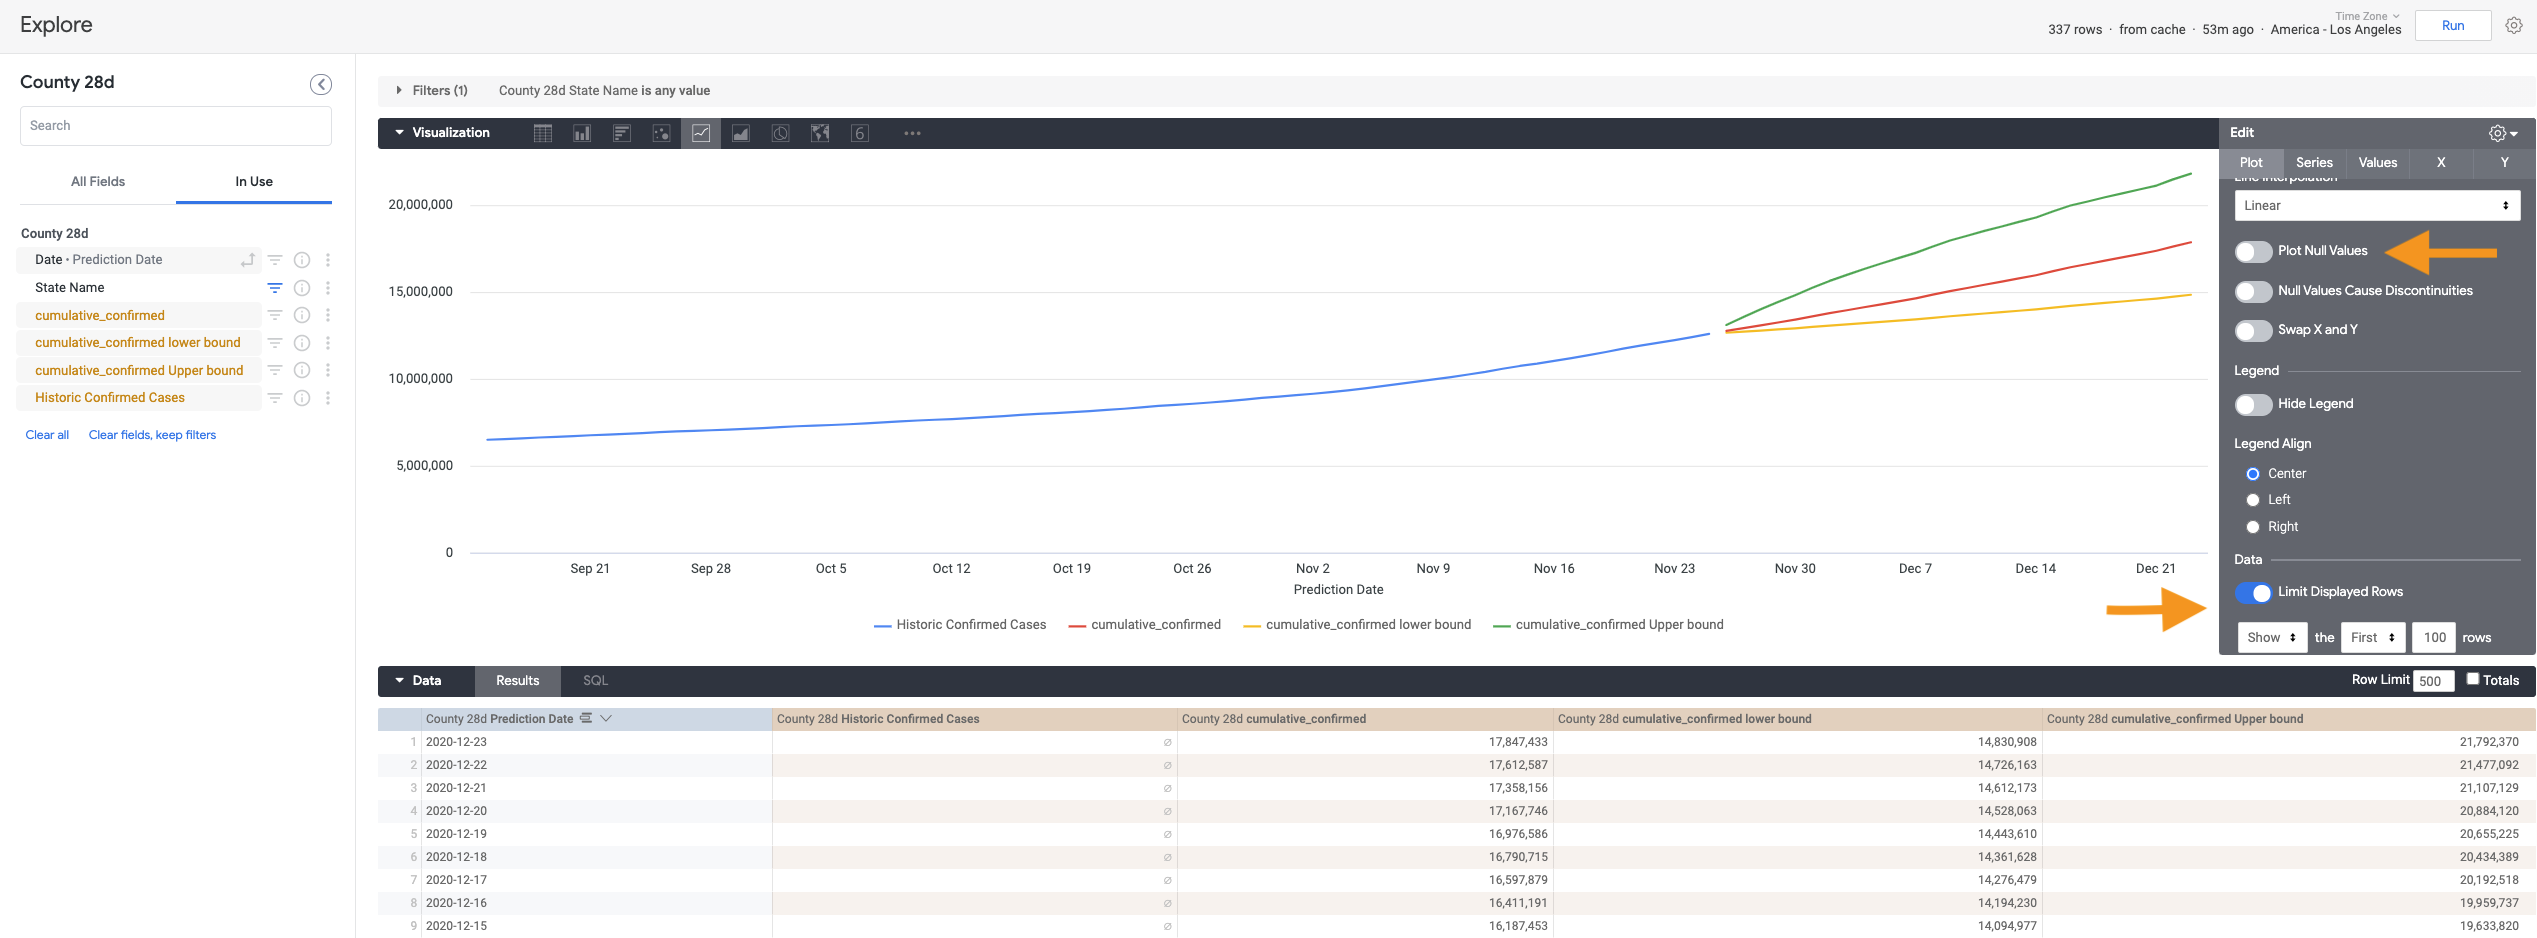 Explore
337 rows · from cache · 53m ago · America - Los Angeles
Time Zone
Run
County 28d
Search
All Fields
In Use
County 28d
Date • Prediction Date
State Name
cumulative_confirmed
cumulative_confirmed lower bound
cumulative_confirmed Upper bound
Historic Confirmed Cases
Clear all
Clear fields, keep filters
Filters (1)
County 28d State Name is any value
Visualization
6
20,000,000
15,000,000
10,000,000
5,000,000
0
Sep 21
Sep 28
Oct 5
Oct 12
Oct 19
Oct 26
Nov 2
Nov 9
Nov 16
Nov 23
Nov 30
Dec 7
Dec 14
Dec 21
Prediction Date
Historic Confirmed Cases
cumulative_confirmed
cumulative_confirmed lower bound
cumulative_confirmed Upper bound
Edit
Plot
Series
Values
X
Y
Line Interpolation
Linear
Plot Null Values
Null Values Cause Discontinuities
Swap X and Y
Legend
Hide Legend
Legend Align
Center
Left
Right
Data
Limit Displayed Rows
Show the First 100 rows
Data
Results
SQL
Row Limit 500
Totals
County 28d Prediction Date County 28d Historic Confirmed Cases County 28d cumulative_confirmed County 28d cumulative_confirmed lower bound County 28d cumulative_confirmed Upper bound
1 2020-12-23 ∅ 17,847,433 14,830,908 21,792,370
2 2020-12-22 ∅ 17,612,587 14,726,163 21,477,092
3 2020-12-21 ∅ 17,358,156 14,612,173 21,107,129
4 2020-12-20 ∅ 17,167,746 14,528,063 20,884,120
5 2020-12-19 ∅ 16,976,586 14,443,610 20,655,225
6 2020-12-18 ∅ 16,790,715 14,361,628 20,434,389
7 2020-12-17 ∅ 16,597,879 14,276,479 20,192,518
8 2020-12-16 ∅ 16,411,191 14,194,230 19,959,737
9 2020-12-15 ∅ 16,187,453 14,094,977 19,633,820